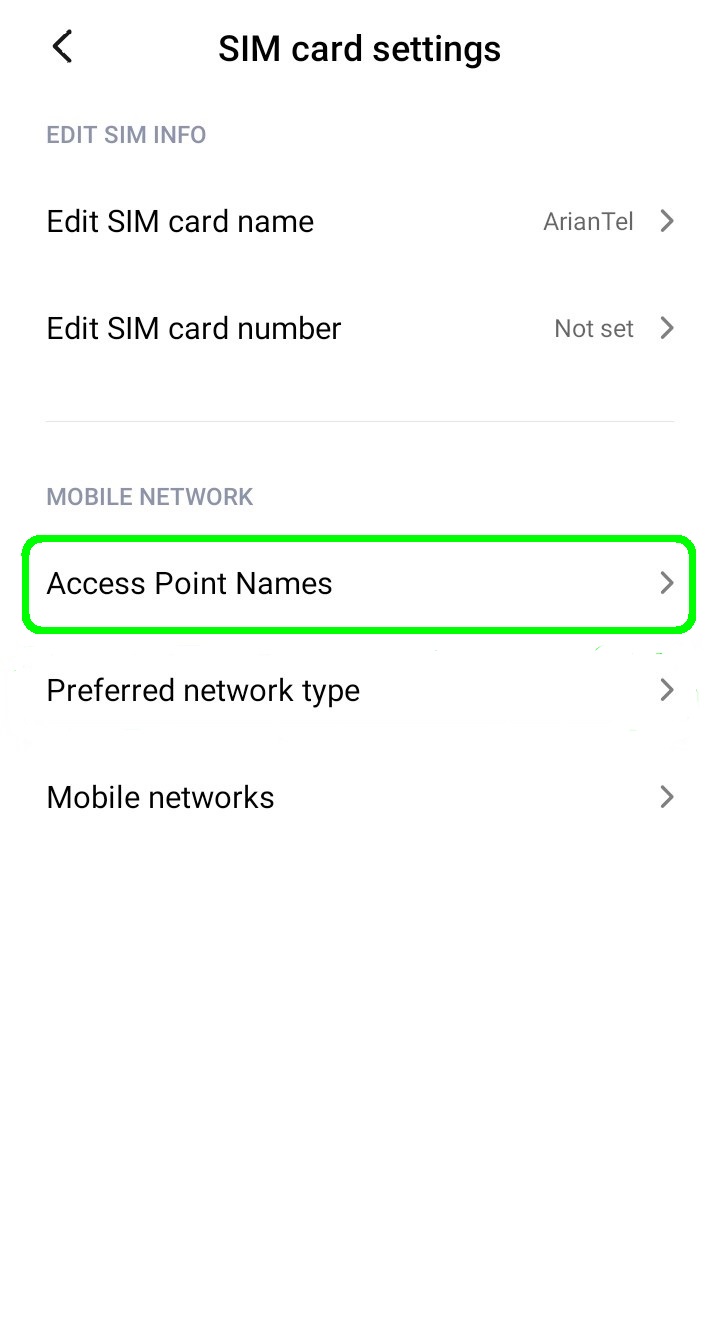 SIM card settings
EDIT SIM INFO
Edit SIM card name ArianTel
Edit SIM card number Not set
MOBILE NETWORK
Access Point Names
Preferred network type
Mobile networks